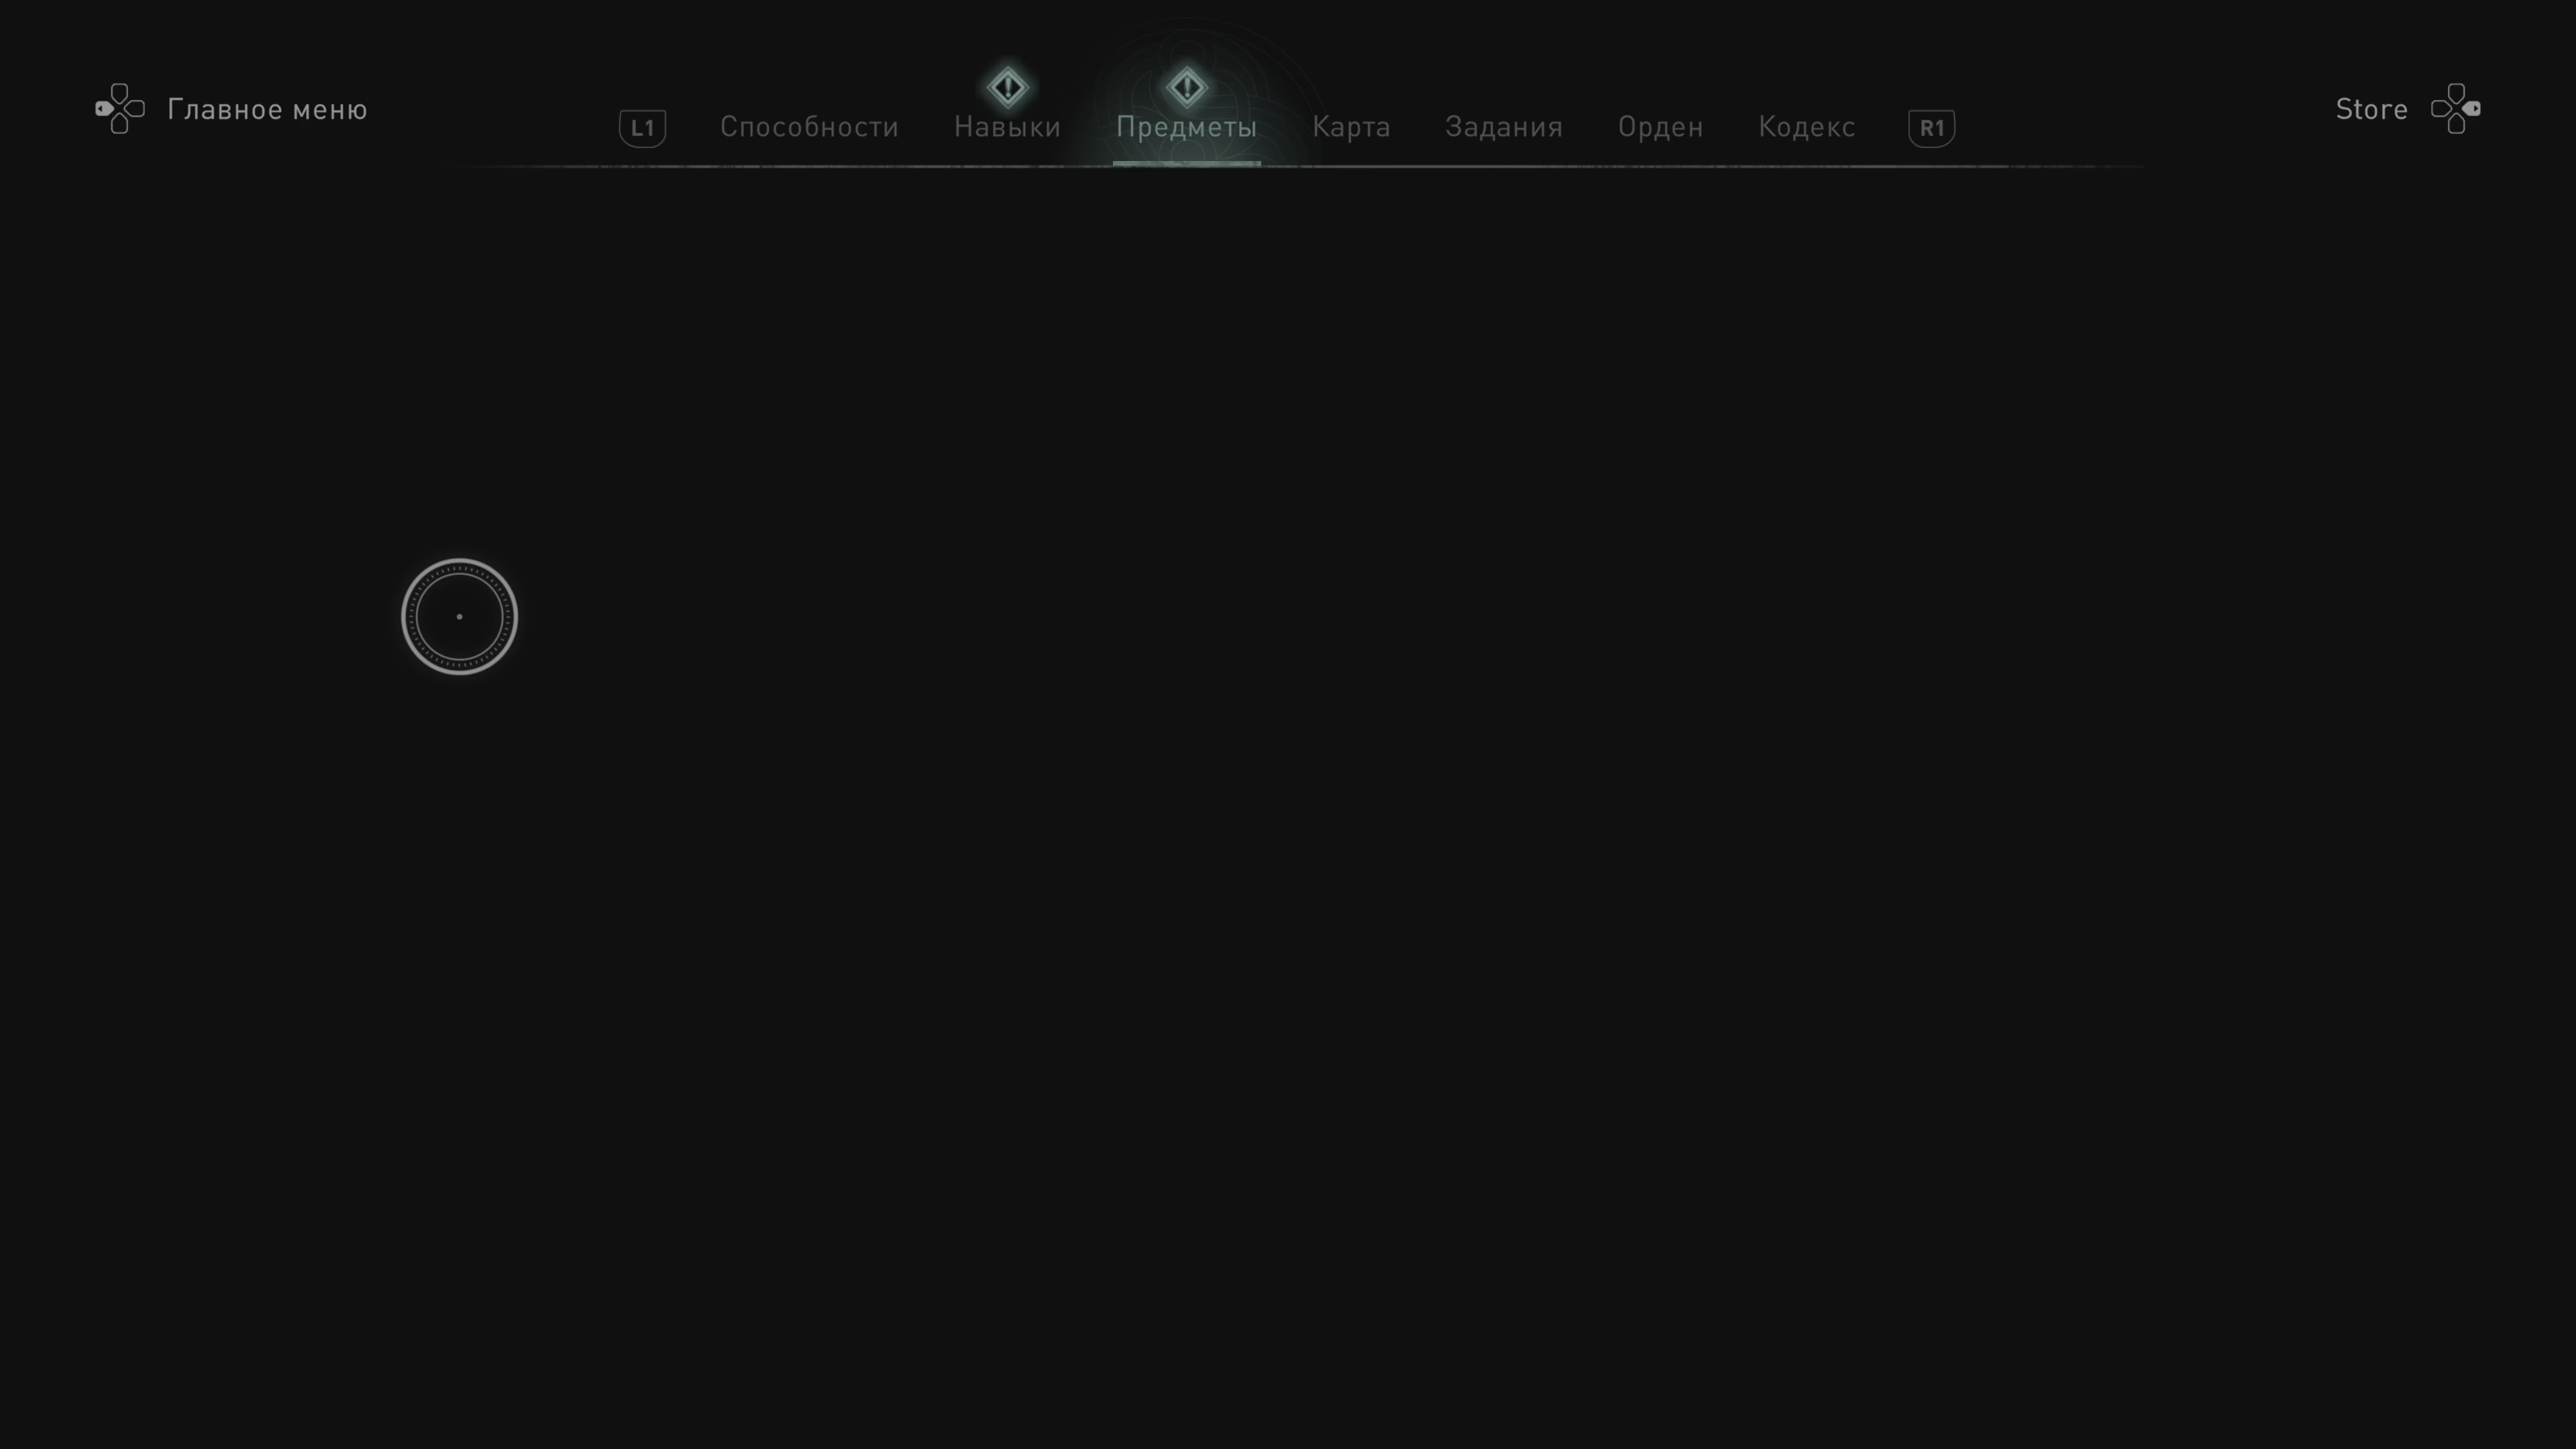 Главное меню
L1 Способности Навыки Предметы Карта Задания Орден Кодекс R1
Store